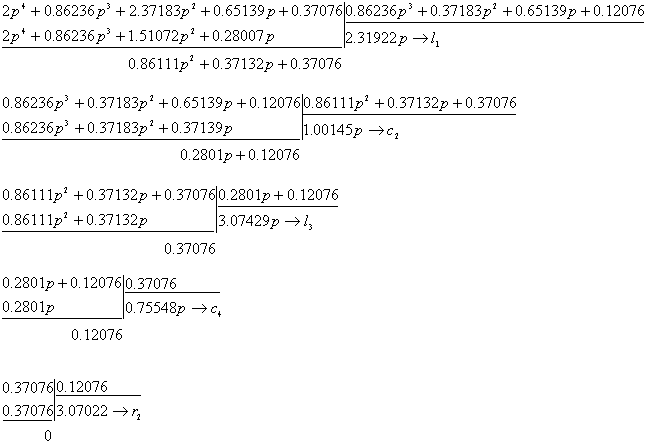 2p⁴ + 0.86236p³ + 2.37183p² + 0.65139p + 0.37076 0.86236p³ + 0.37183p² + 0.65139p + 0.12076
2p⁴ + 0.86236p³ + 1.51072p² + 0.28007p 2.31922p → l₁
0.86111p² + 0.37132p + 0.37076
0.86236p³ + 0.37183p² + 0.65139p + 0.12076 0.86111p² + 0.37132p + 0.37076
0.86236p³ + 0.37183p² + 0.37139p 1.00145p → c₂
0.2801p + 0.12076
0.86111p² + 0.37132p + 0.37076 0.2801p + 0.12076
0.86111p² + 0.37132p 3.07429p → l₃
0.37076
0.2801p + 0.12076 0.37076
0.2801p 0.75548p → c₄
0.12076
0.37076 0.12076
0.37076 3.07022 → r₂
0